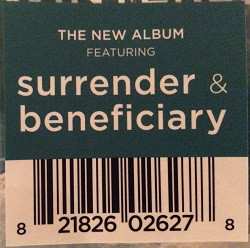 THE NEW ALBUM
FEATURING
surrender &
beneficiary
8 21826 02627 8